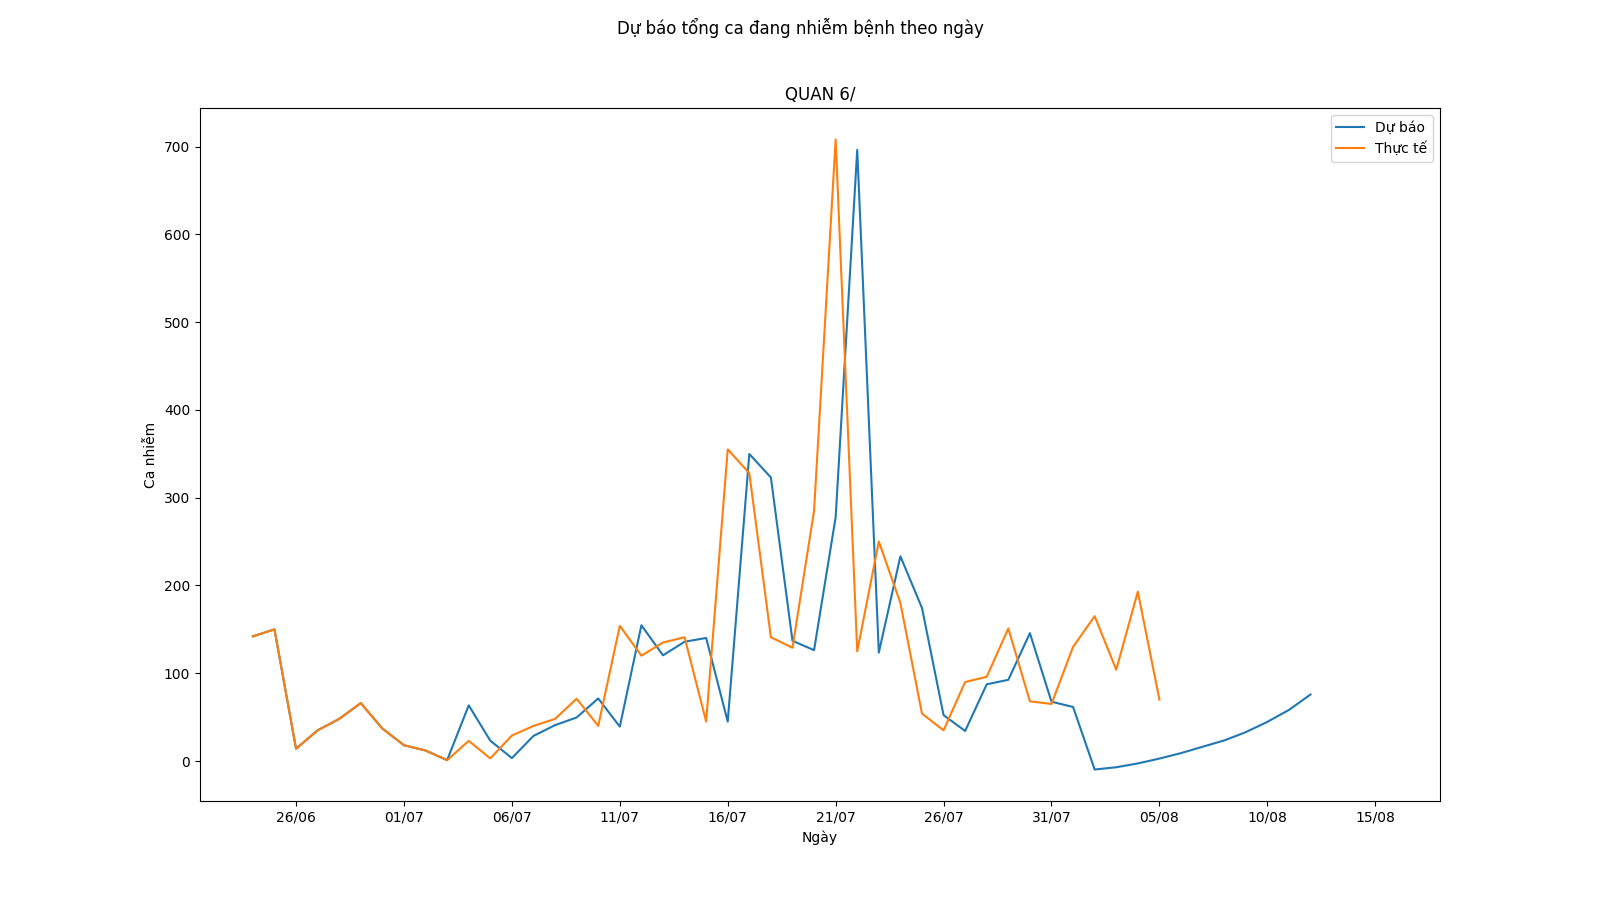 Dự báo tổng ca đang nhiễm bệnh theo ngày
QUAN 6/
Dự báo
Thực tế
700
600
500
400
300
200
100
0
Ca nhiễm
26/06 01/07 06/07 11/07 16/07 21/07 26/07 31/07 05/08 10/08 15/08
Ngày